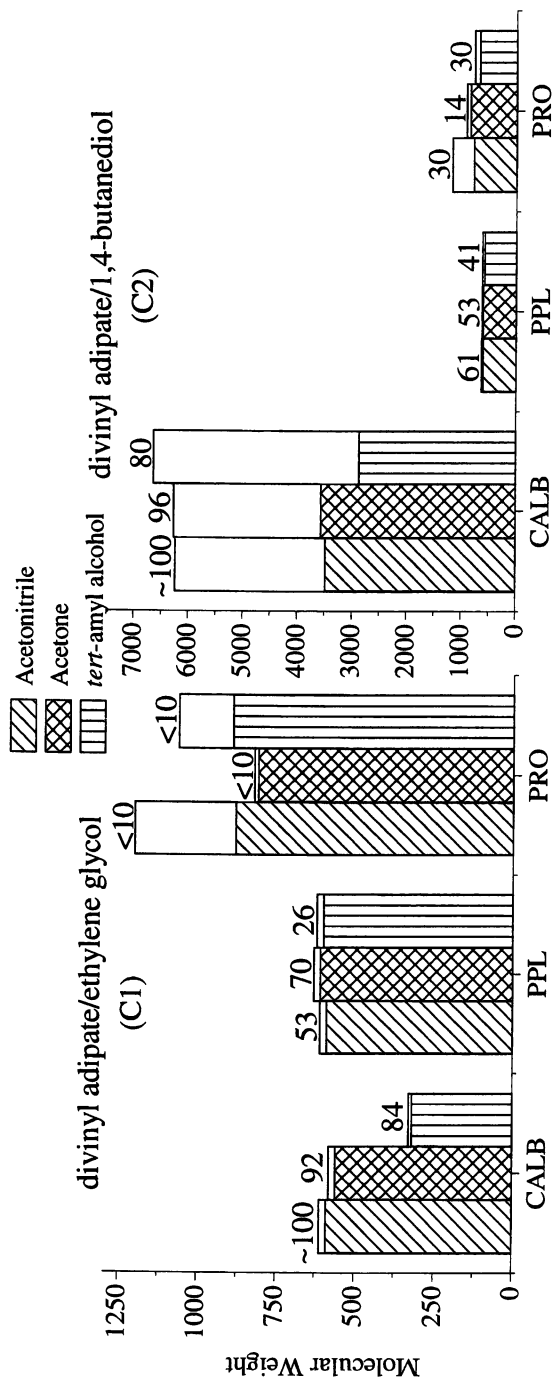 Acetonitrile
Acetone
tert-amyl alcohol
divinyl adipate/ethylene glycol
(C1)
Molecular Weight
1250
1000
750
500
250
0
~100
92
84
53
70
26
<10
<10
<10
CALB
PPL
PRO
divinyl adipate/1,4-butanediol
(C2)
7000
6000
5000
4000
3000
2000
1000
0
~100
96
80
61
53
41
30
14
30
CALB
PPL
PRO